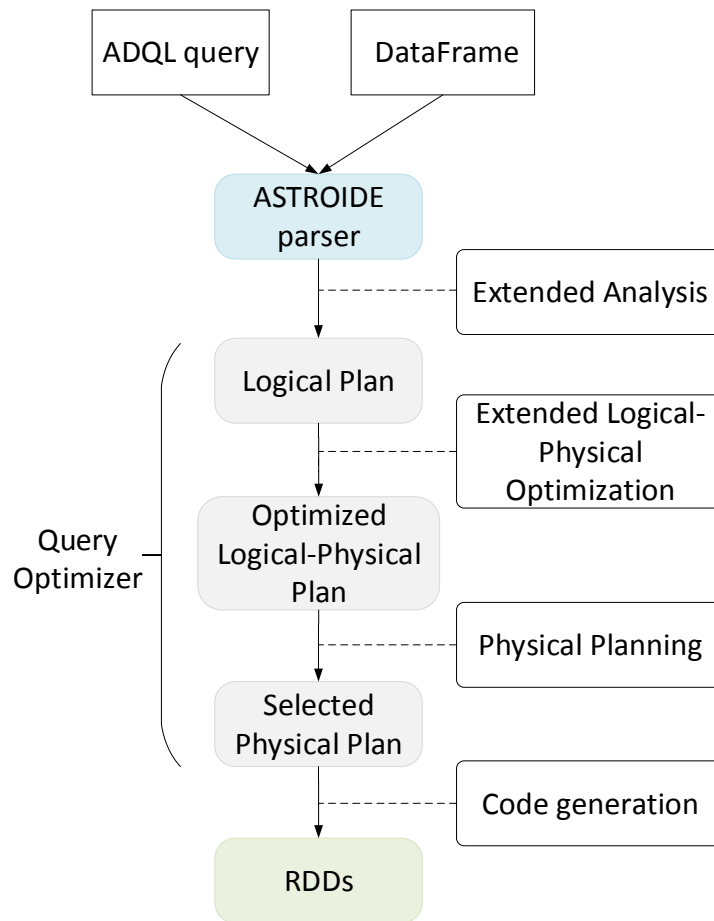 ADQL query
DataFrame
ASTROIDE
parser
Extended Analysis
Logical Plan
Extended Logical-
Physical
Optimization
Optimized
Logical-Physical
Plan
Query
Optimizer
Physical Planning
Selected
Physical Plan
Code generation
RDDs